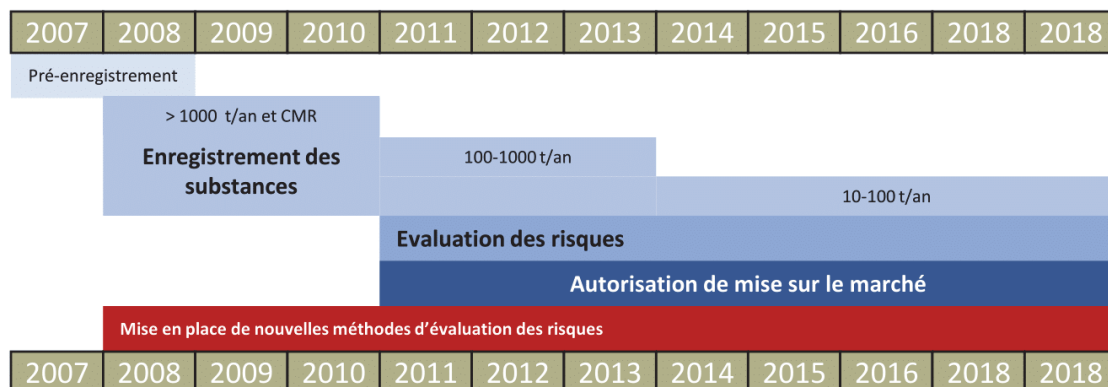 2007 2008 2009 2010 2011 2012 2013 2014 2015 2016 2018 2018
Pré-enregistrement
> 1000 t/an et CMR
Enregistrement des
substances
100-1000 t/an
10-100 t/an
Evaluation des risques
Autorisation de mise sur le marché
Mise en place de nouvelles méthodes d'évaluation des risques
2007 2008 2009 2010 2011 2012 2013 2014 2015 2016 2018 2018